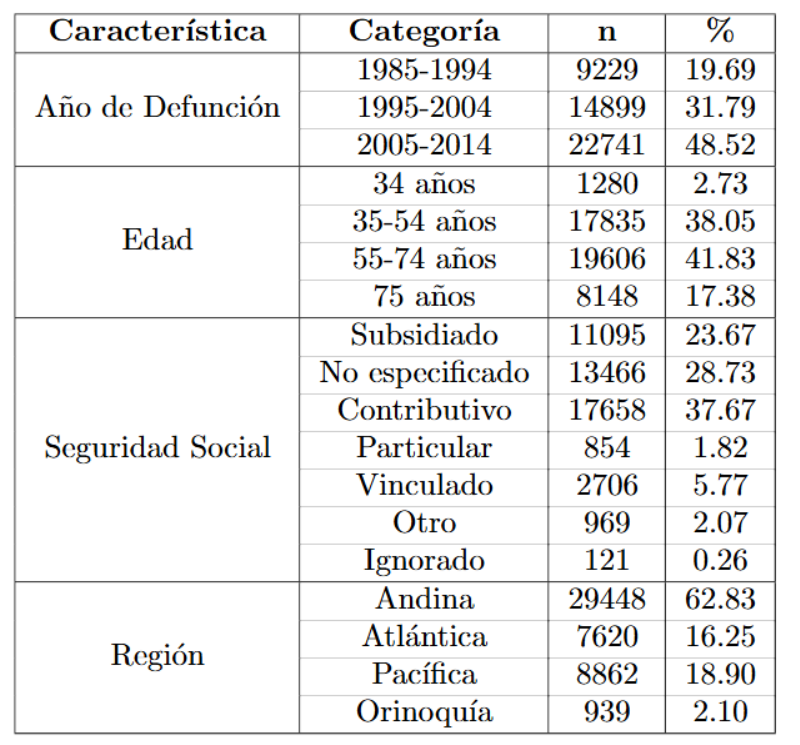 Característica Categoría n %
Año de Defunción
1985-1994 9229 19.69
1995-2004 14899 31.79
2005-2014 22741 48.52
Edad
34 años 1280 2.73
35-54 años 17835 38.05
55-74 años 19606 41.83
75 años 8148 17.38
Seguridad Social
Subsidiado 11095 23.67
No especificado 13466 28.73
Contributivo 17658 37.67
Particular 854 1.82
Vinculado 2706 5.77
Otro 969 2.07
Ignorado 121 0.26
Región
Andina 29448 62.83
Atlántica 7620 16.25
Pacífica 8862 18.90
Orinoquía 939 2.10